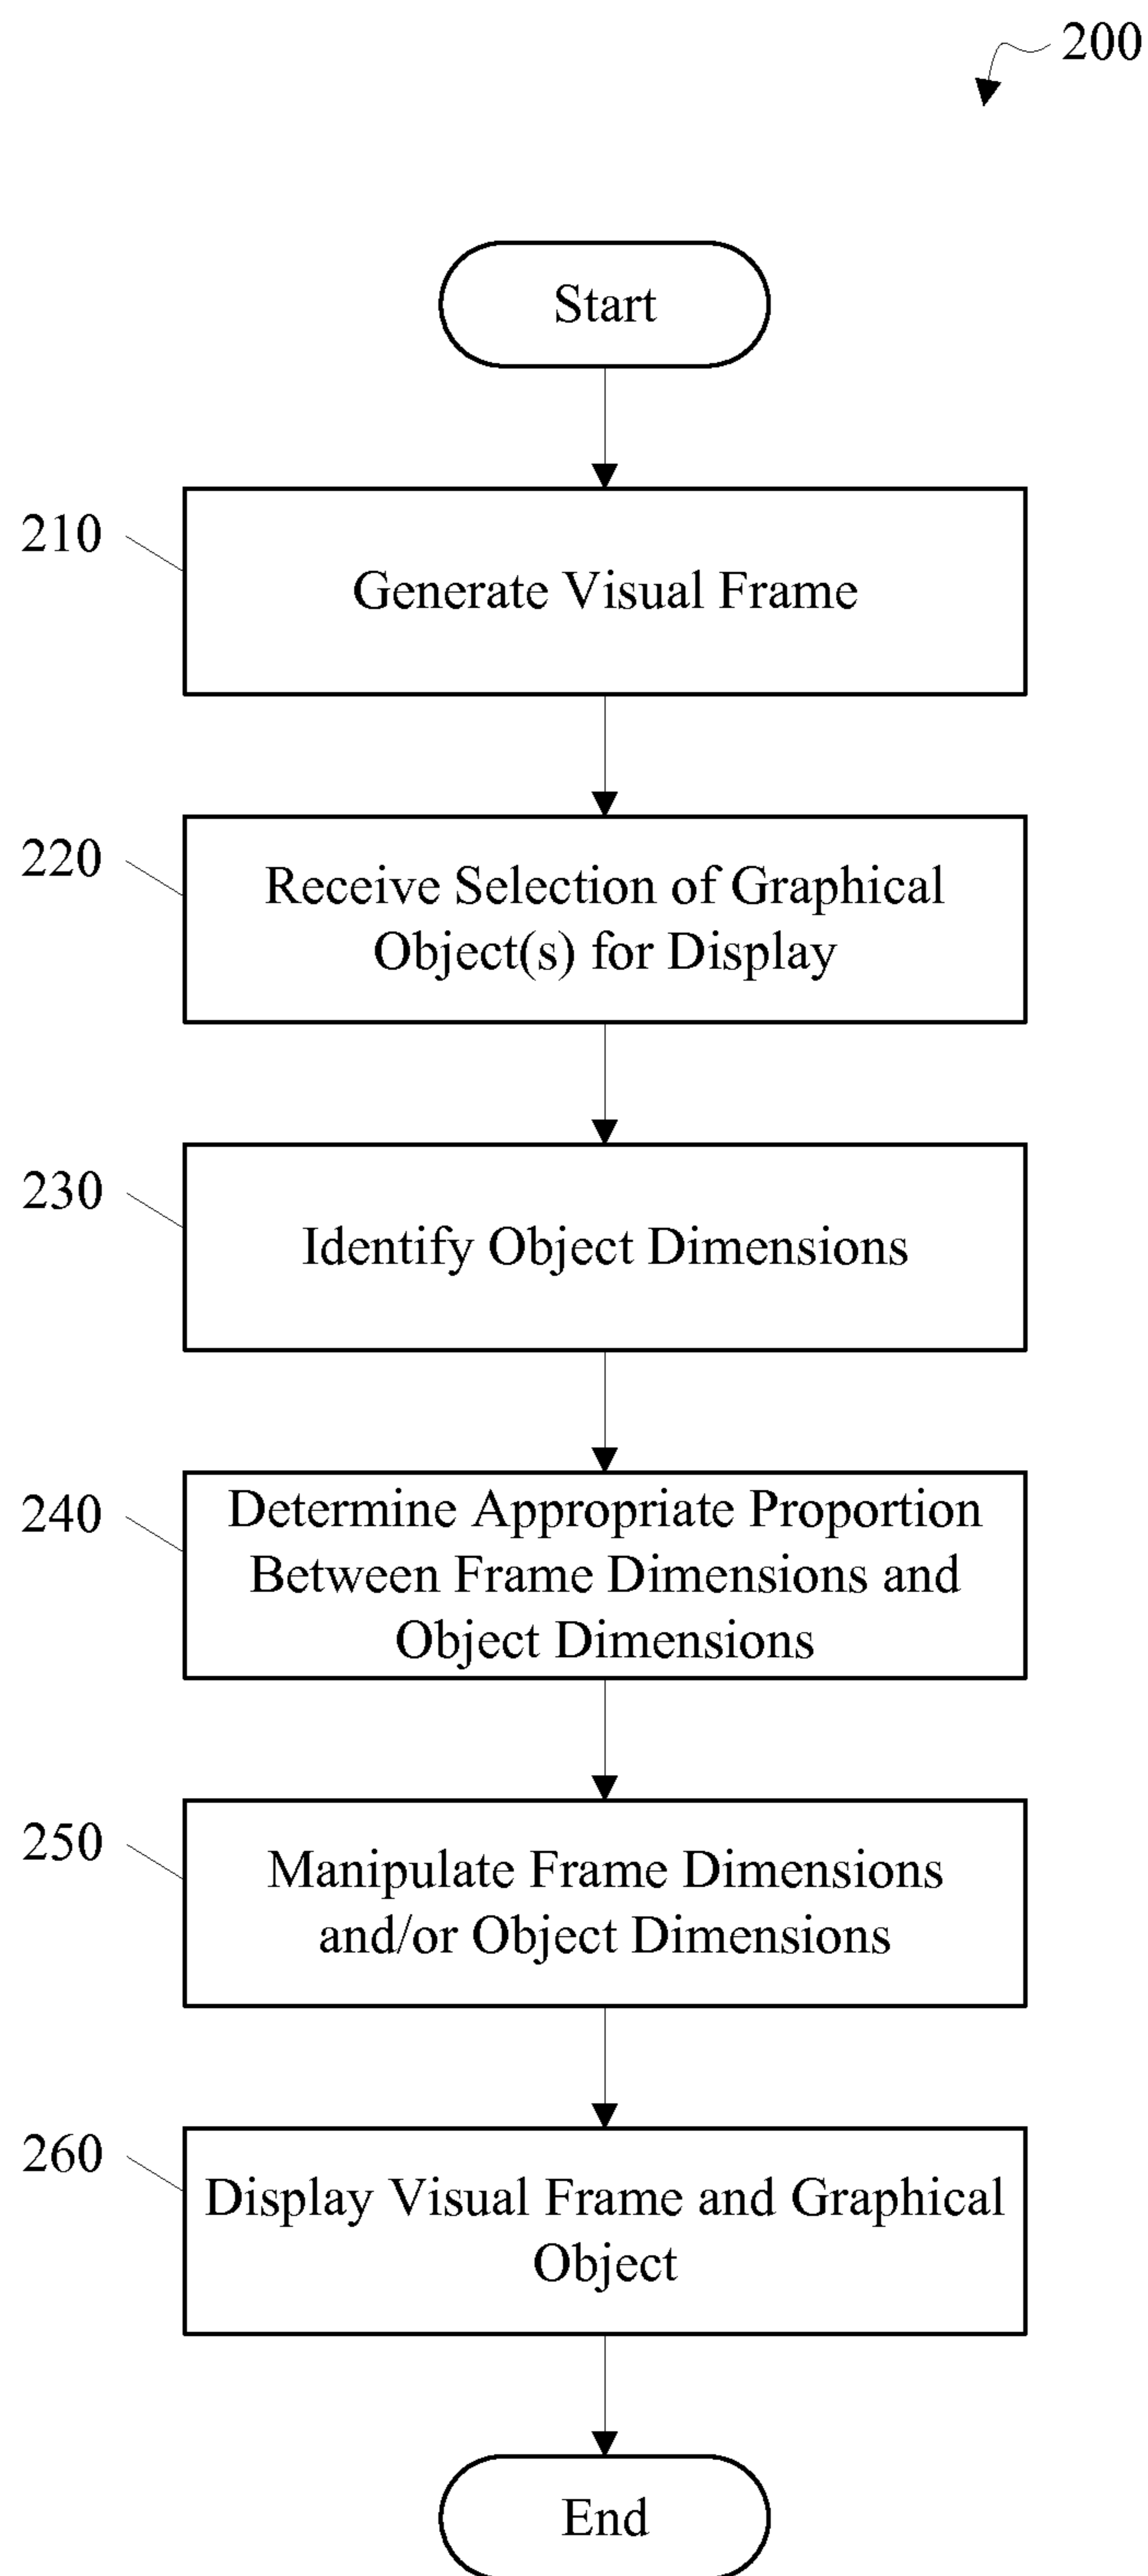 200
Start
210
Generate Visual Frame
220
Receive Selection of Graphical
Object(s) for Display
230
Identify Object Dimensions
240
Determine Appropriate Proportion
Between Frame Dimensions and
Object Dimensions
250
Manipulate Frame Dimensions
and/or Object Dimensions
260
Display Visual Frame and Graphical
Object
End